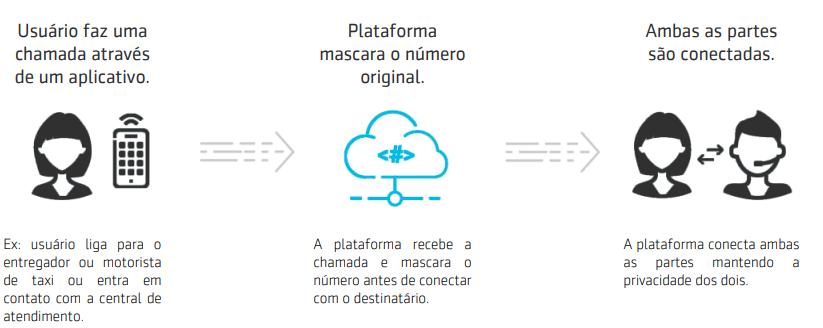 Usuário faz uma
chamada através
de um aplicativo.
Plataforma
mascara o número
original.
Ambas as partes
são conectadas.
<#>
Ex: usuário liga para o
entregador ou motorista
de taxi ou entra em
contato com a central de
atendimento.
A plataforma recebe a
chamada e mascara o
número antes de conectar
com o destinatário.
A plataforma conecta ambas
as partes mantendo a
privacidade dos dois.